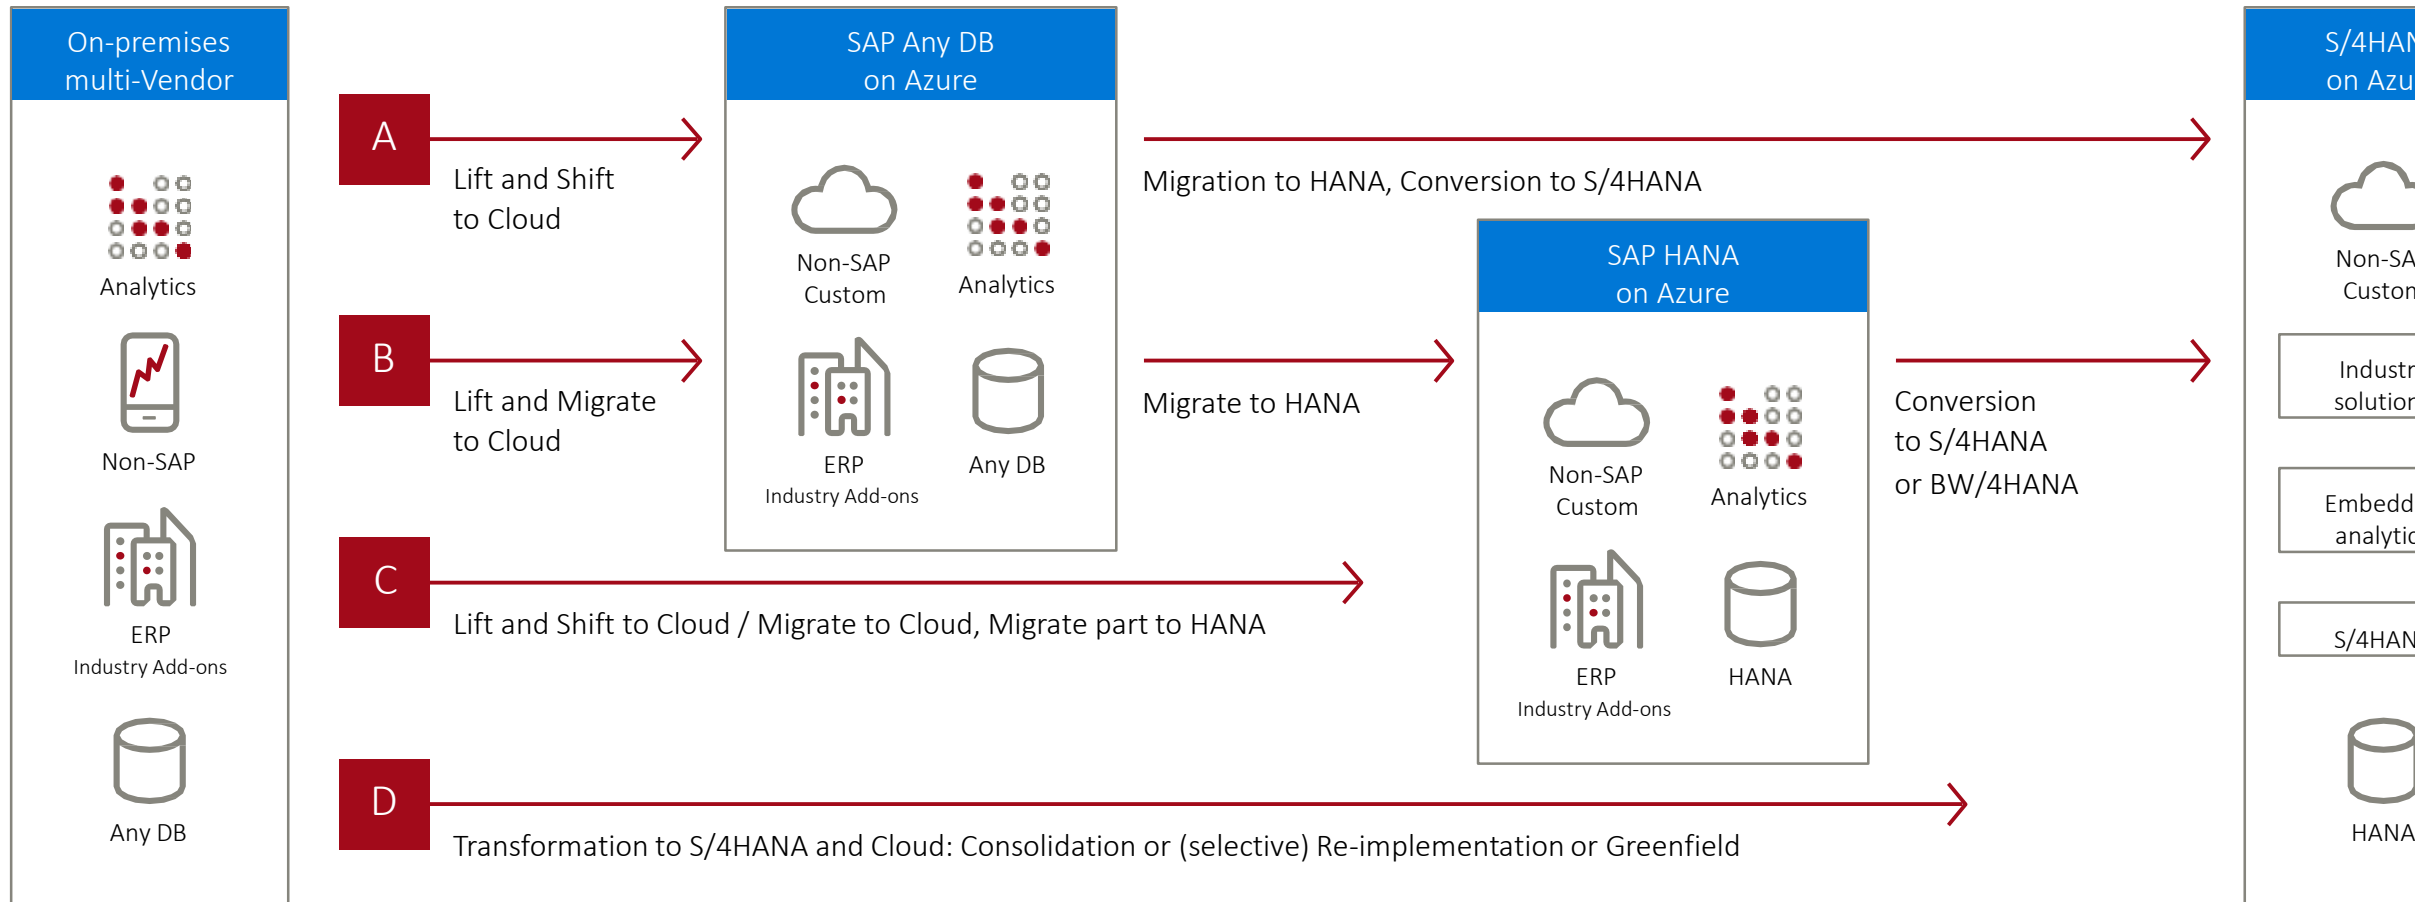 On-premises
multi-Vendor
Analytics
Non-SAP
ERP
Industry Add-ons
Any DB
A
Lift and Shift
to Cloud
B
Lift and Migrate
to Cloud
C
Lift and Shift to Cloud / Migrate to Cloud, Migrate part to HANA
D
Transformation to S/4HANA and Cloud: Consolidation or (selective) Re-implementation or Greenfield
SAP Any DB
on Azure
Non-SAP
Custom
Analytics
ERP
Industry Add-ons
Any DB
Migration to HANA, Conversion to S/4HANA
Migrate to HANA
SAP HANA
on Azure
Non-SAP
Custom
Analytics
ERP
Industry Add-ons
HANA
Conversion
to S/4HANA
or BW/4HANA
on
Custom
HANA